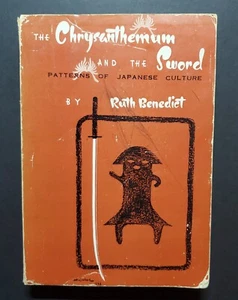 THE Chrysanthemum
AND THE Sword
PATTERNS OF JAPANESE CULTURE
BY Ruth Benedict